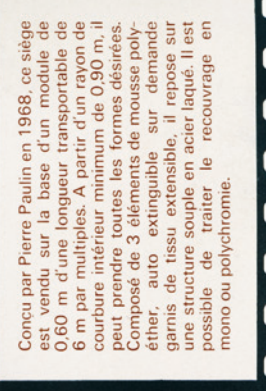 Conçu par Pierre Paulin en 1968, ce siège
est vendu sur la base d'un module de
0,60 m d'une longueur transportable de
6 m par multiples. A partir d'un rayon de
courbure intérieur minimum de 0,90 m, il
peut prendre toutes les formes désirées.
Composé de 3 éléments de mousse poly-
éther, auto extinguible sur demande
garnis de tissu extensible, il repose sur
une structure souple en acier laqué. Il est
possible de traiter le recouvrage en
mono ou polychromie.